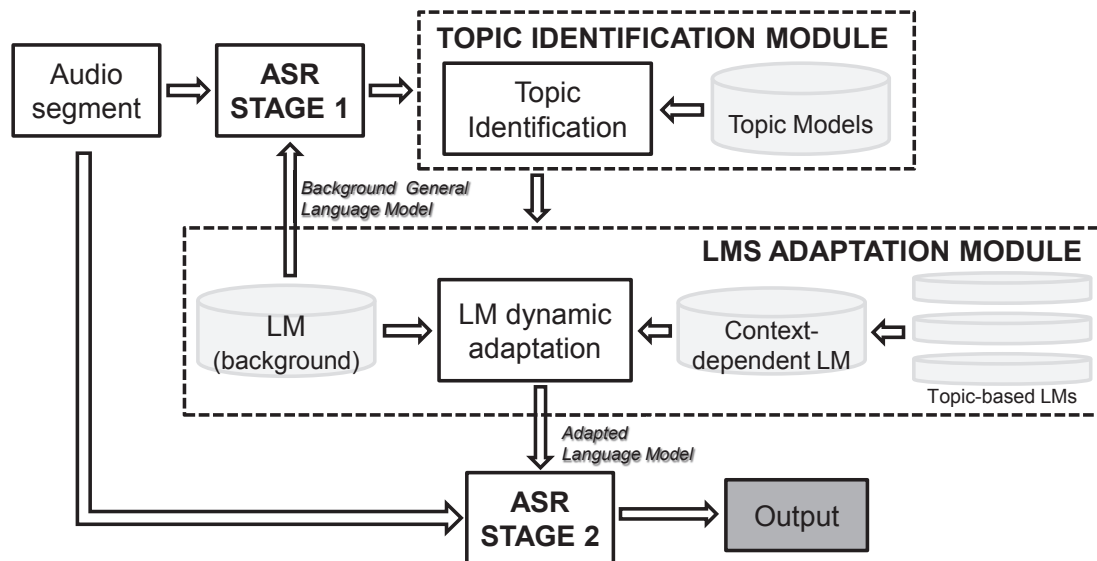 TOPIC IDENTIFICATION MODULE
Audio
segment
ASR
STAGE 1
Topic
Identification
Topic Models
Background General
Language Model
LMS ADAPTATION MODULE
LM
(background)
LM dynamic
adaptation
Context-
dependent LM
Topic-based LMs
Adapted
Language Model
ASR
STAGE 2
Output